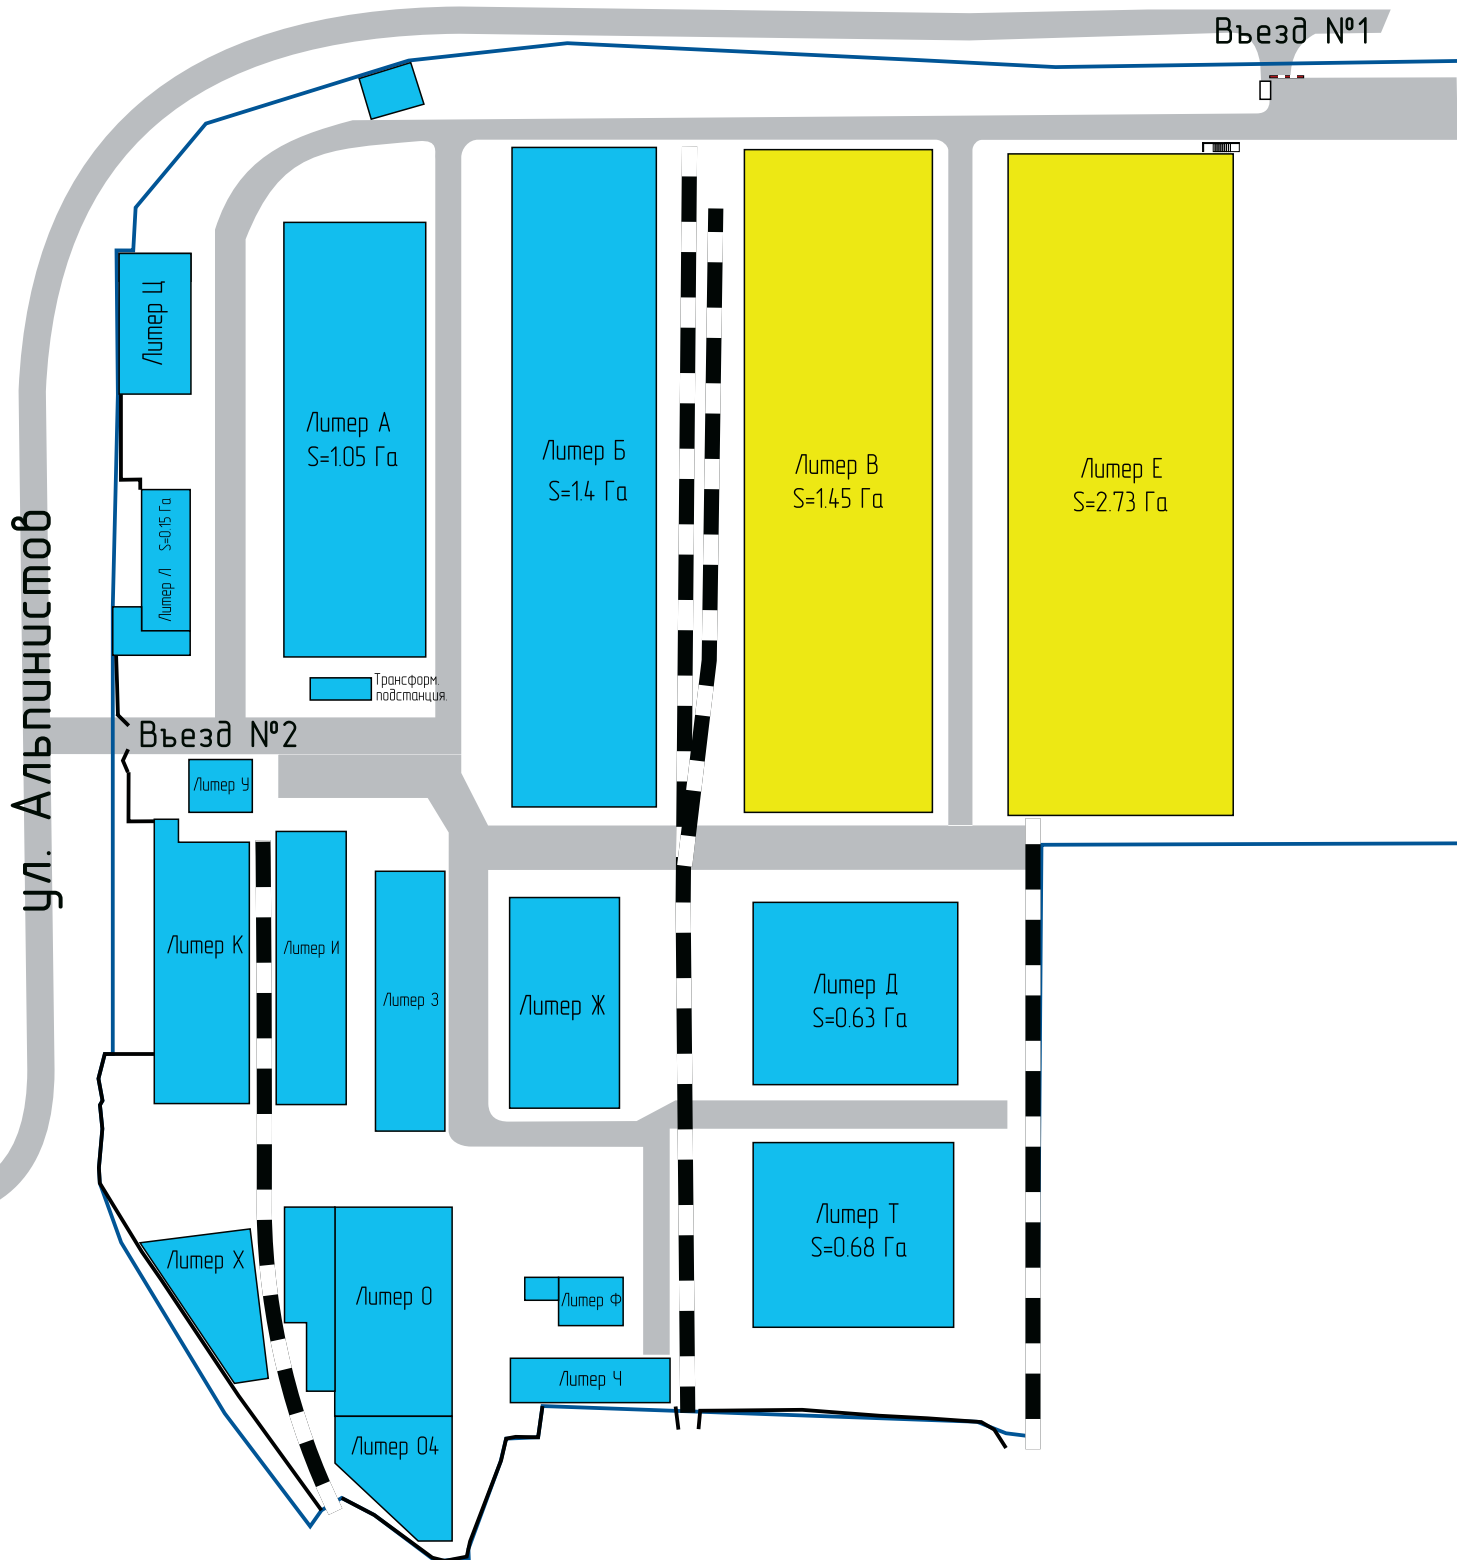 Въезд №1
Литер Ц
Литер А
S=1.05 Га
Литер Б
S=1.4 Га
Литер В
S=1.45 Га
Литер Е
S=2.73 Га
Литер Л S=0.15 Га
ул. Альпинистов
Трансформ.
подстанция.
Въезд №2
Литер У
Литер К
Литер И
Литер З
Литер Ж
Литер Д
S=0.63 Га
Литер Т
S=0.68 Га
Литер Х
Литер О
Литер Ф
Литер Ч
Литер О4